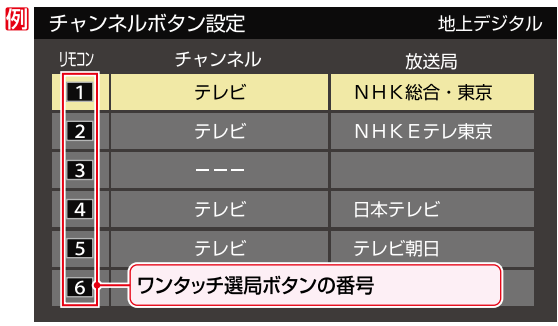 例
チャンネルボタン設定 地上デジタル
リモコン チャンネル 放送局
1 テレビ NHK総合・東京
2 テレビ NHKEテレ東京
3 −−−
4 テレビ 日本テレビ
5 テレビ テレビ朝日
6 ワンタッチ選局ボタンの番号